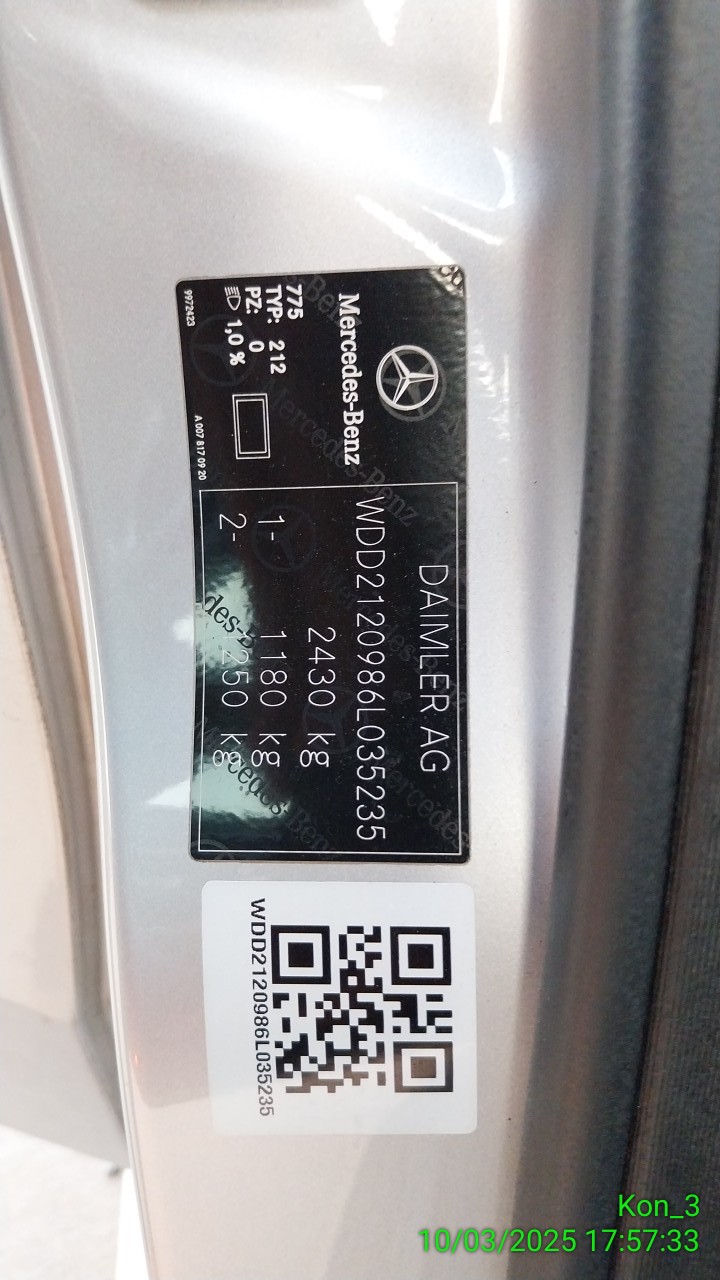 Mercedes-Benz
775
TYP: 212
PZ: 0
1,0 %
9972423
A 007 817 09 20
DAIMLER AG
WDD2120986L035235
2430 kg
1- 1180 kg
2- 1250 kg
WDD2120986L035235
Kon_3
10/03/2025 17:57:33